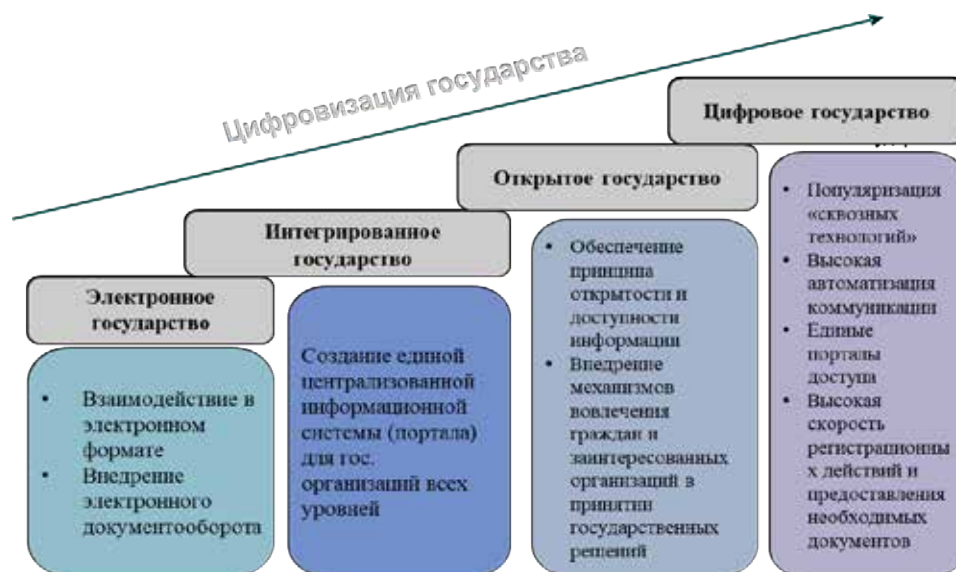 Цифровизация государства
Цифровое государство
Открытое государство
Интегрированное
государство
Электронное
государство
• Взаимодействие в
электронном
формате
• Внедрение
электронного
документооборота
Создание единой
централизованной
информационной
системы (портала)
для гос.
организаций всех
уровней
• Обеспечение
принципа
открытости и
доступности
информации
• Внедрение
механизмов
вовлечения
граждан и
заинтересованных
организаций в
принятии
государственных
решений
• Популяризация
«сквозных
технологий»
• Высокая
автоматизация
коммуникации
• Единые
порталы
доступа
• Высокая
скорость
регистрационны
х действий и
предоставления
необходимых
документов